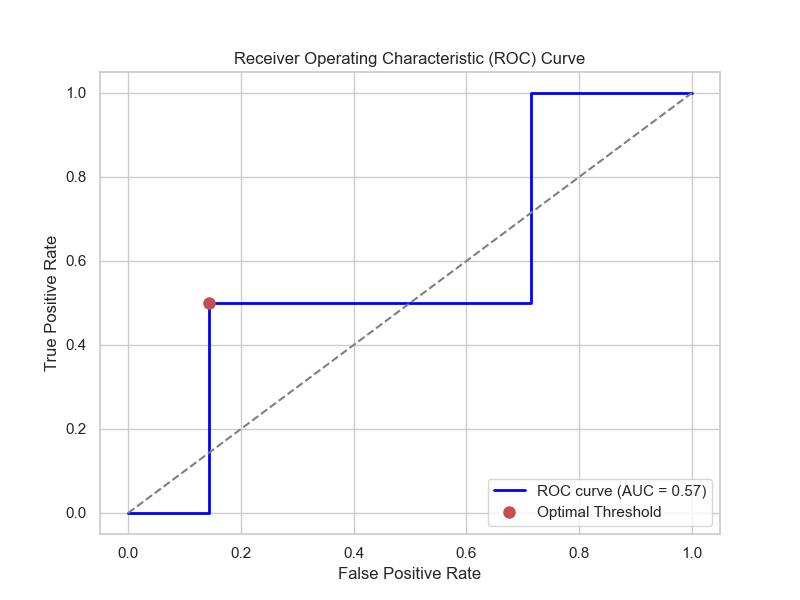 Receiver Operating Characteristic (ROC) Curve
True Positive Rate
1.0
0.8
0.6
0.4
0.2
0.0
0.0 0.2 0.4 0.6 0.8 1.0
False Positive Rate
ROC curve (AUC = 0.57)
Optimal Threshold